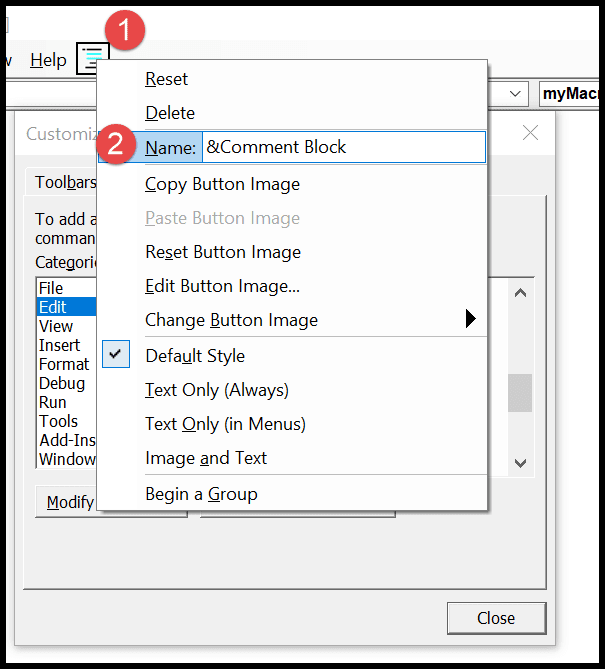 1
Help
myMac
Reset
Delete
Customiz
2
Name: &Comment Block
Toolbars
Copy Button Image
To add a
Paste Button Image
comman
Reset Button Image
Categorie
Edit Button Image...
File
Change Button Image
Edit
View
Insert
Default Style
Format
Debug
Text Only (Always)
Run
Tools
Text Only (in Menus)
Add-Ins
Window
Image and Text
Modify
Begin a Group
Close